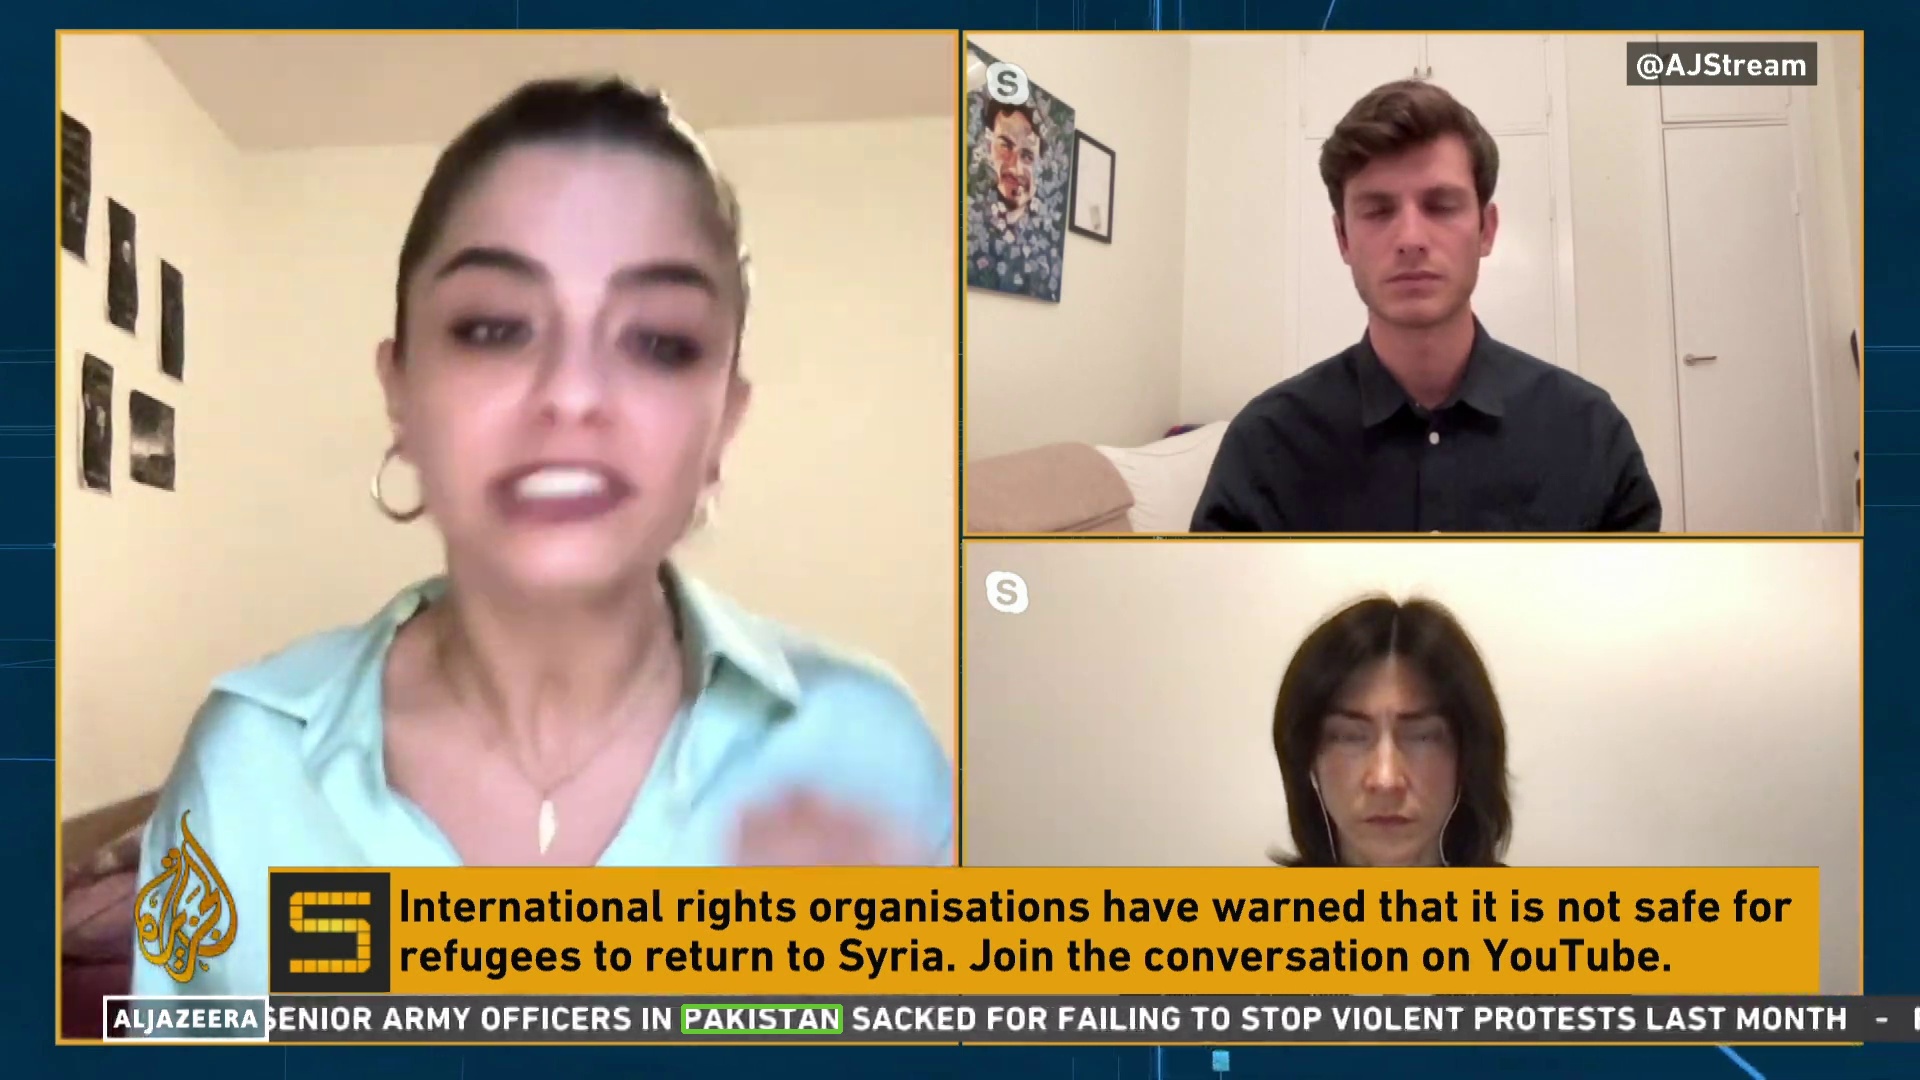 @AJStream
S
S
International rights organisations have warned that it is not safe for
refugees to return to Syria. Join the conversation on YouTube.
الجزيرة
ALJAZEERA SENIOR ARMY OFFICERS IN PAKISTAN SACKED FOR FAILING TO STOP VIOLENT PROTESTS LAST MONTH -